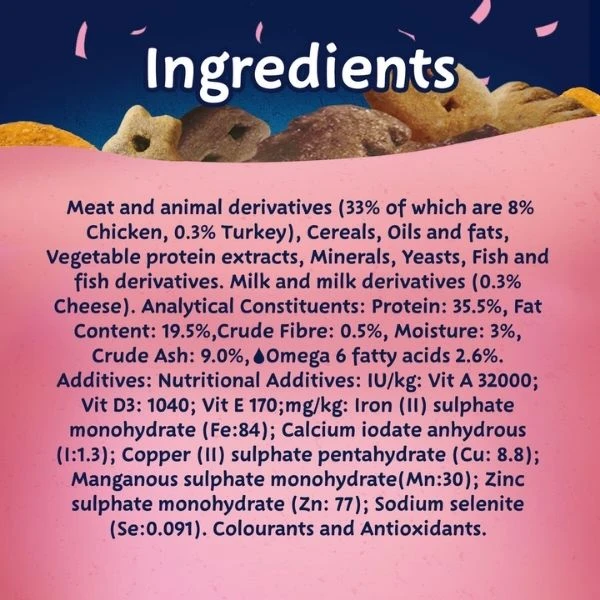 Ingredients
Meat and animal derivatives (33% of which are 8%
Chicken, 0.3% Turkey), Cereals, Oils and fats,
Vegetable protein extracts, Minerals, Yeasts, Fish and
fish derivatives. Milk and milk derivatives (0.3%
Cheese). Analytical Constituents: Protein: 35.5%, Fat
Content: 19.5%,Crude Fibre: 0.5%, Moisture: 3%,
Crude Ash: 9.0%,💧Omega 6 fatty acids 2.6%.
Additives: Nutritional Additives: IU/kg: Vit A 32000;
Vit D3: 1040; Vit E 170;mg/kg: Iron (II) sulphate
monohydrate (Fe:84); Calcium iodate anhydrous
(I:1.3); Copper (II) sulphate pentahydrate (Cu: 8.8);
Manganous sulphate monohydrate(Mn:30); Zinc
sulphate monohydrate (Zn: 77); Sodium selenite
(Se:0.091). Colourants and Antioxidants.